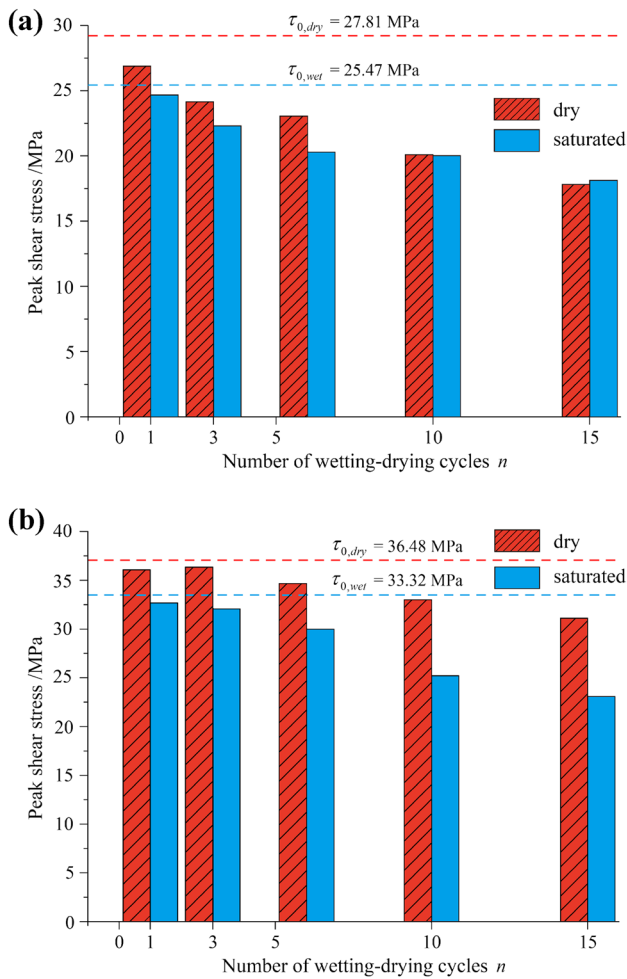 (a)
τ0,dry = 27.81 MPa
τ0,wet = 25.47 MPa
dry
saturated
Peak shear stress /MPa
30
25
20
15
10
5
0
0 1 3 5 10 15
Number of wetting-drying cycles n
(b)
τ0,dry = 36.48 MPa
τ0,wet = 33.32 MPa
dry
saturated
Peak shear stress /MPa
40
35
30
25
20
15
10
5
0
0 1 3 5 10 15
Number of wetting-drying cycles n